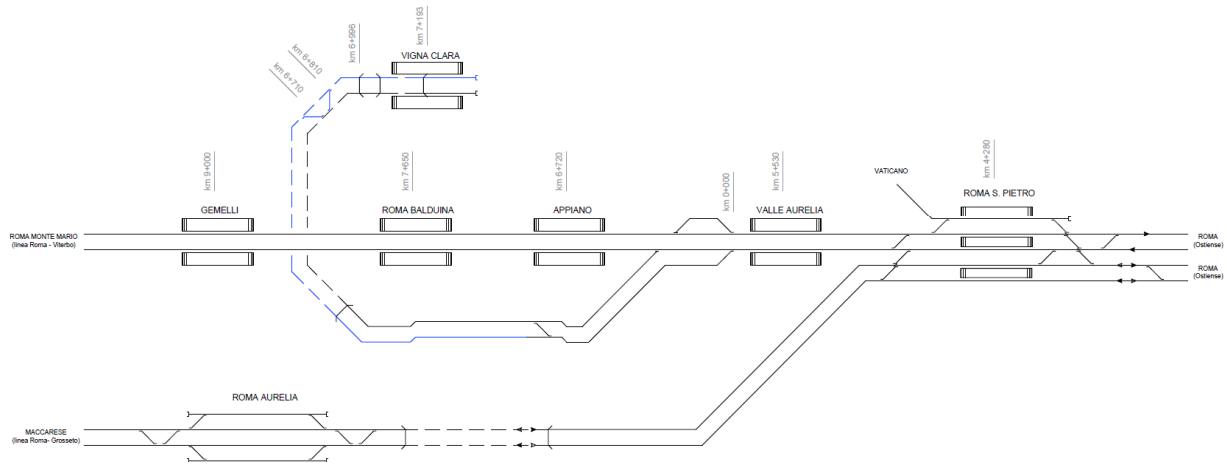 km 6+996
km 7+193
km 6+810
km 6+710
VIGNA CLARA
km 9+000
km 7+650
km 6+720
km 0+000
km 5+530
km 4+280
VATICANO
GEMELLI
ROMA BALDUINA
APPIANO
VALLE AURELIA
ROMA S. PIETRO
ROMA MONTE MARIO
(linea Roma - Viterbo)
ROMA
(Ostiense)
ROMA
(Ostiense)
ROMA AURELIA
MACCARESE
(linea Roma- Grosseto)